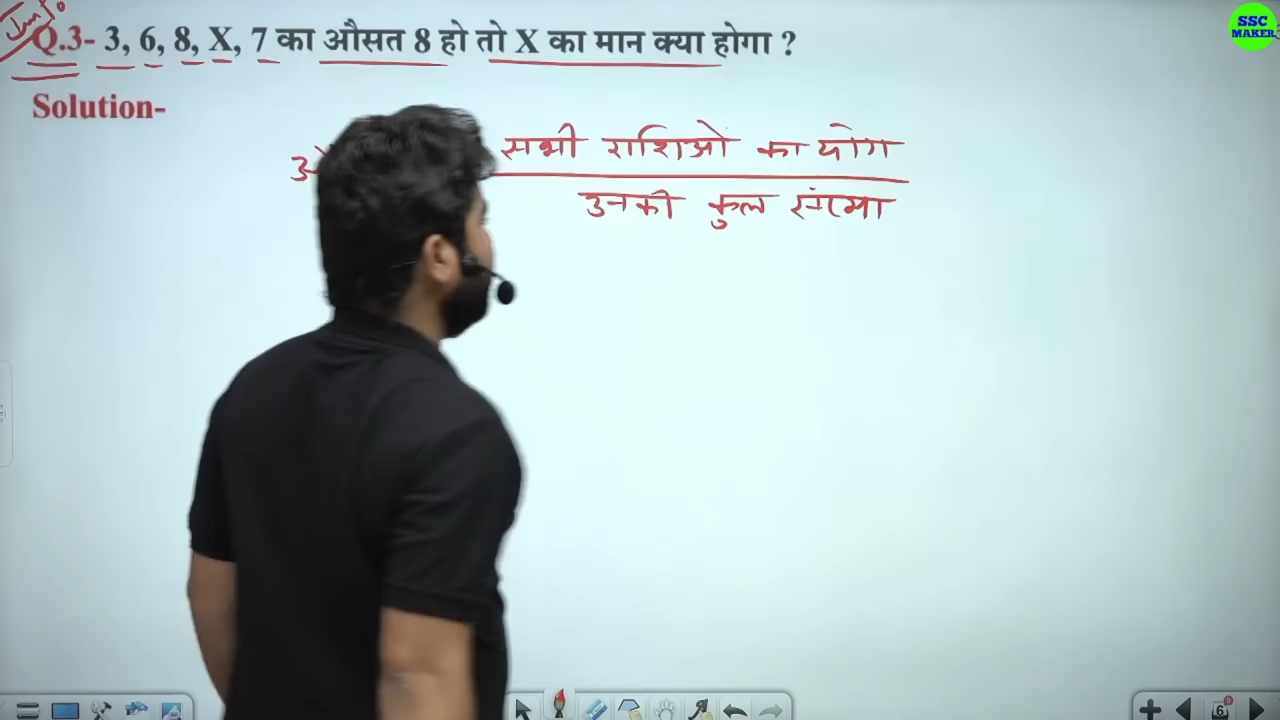 Q.3- 3, 6, 8, X, 7 का औसत 8 हो तो X का मान क्या होगा ?
SSC
MAKER
Solution-
सभी राशिओ का योग
उनकी कुल संख्या